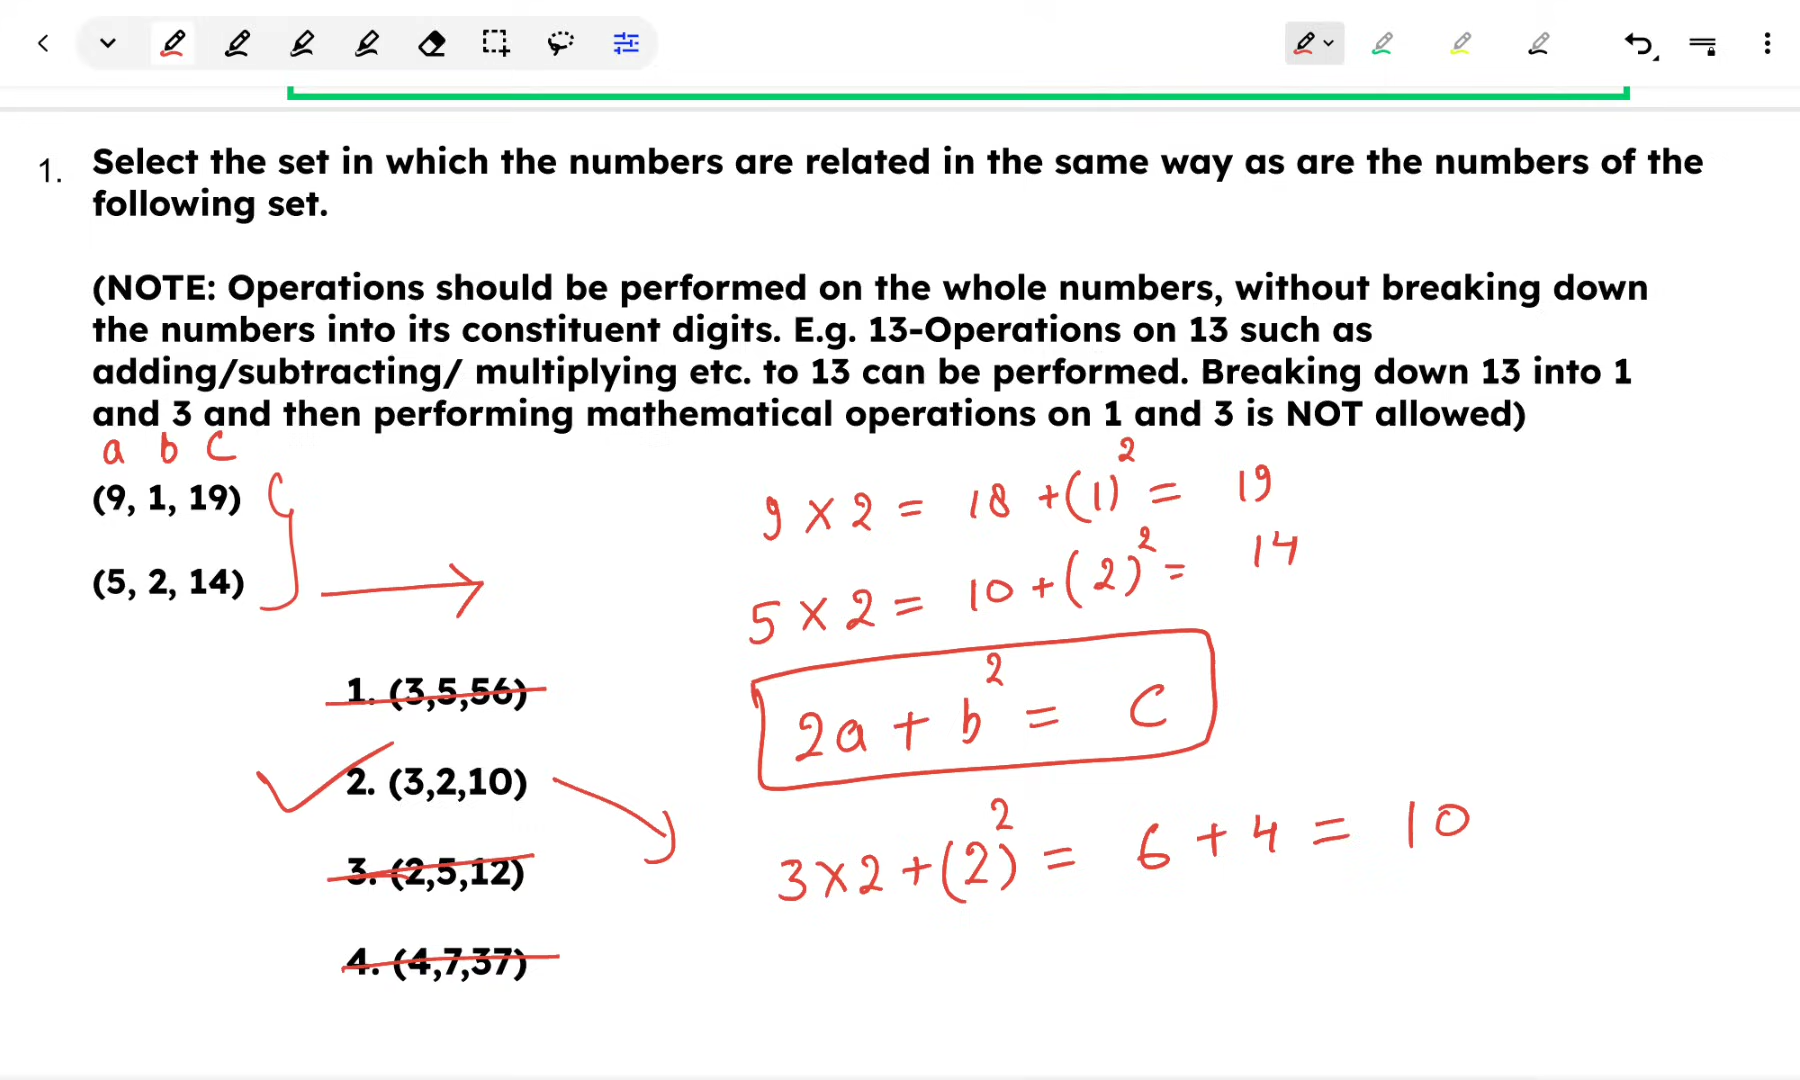 1. Select the set in which the numbers are related in the same way as are the numbers of the
following set.
(NOTE: Operations should be performed on the whole numbers, without breaking down
the numbers into its constituent digits. E.g. 13-Operations on 13 such as
adding/subtracting/ multiplying etc. to 13 can be performed. Breaking down 13 into 1
and 3 and then performing mathematical operations on 1 and 3 is NOT allowed)
a b c
(9, 1, 19)
9 × 2 = 18 + (1)² = 19
(5, 2, 14)
5 × 2 = 10 + (2)² = 14
1. (3,5,56)
2a + b² = c
2. (3,2,10)
3×2 + (2)² = 6 + 4 = 10
3. (2,5,12)
4. (4,7,37)